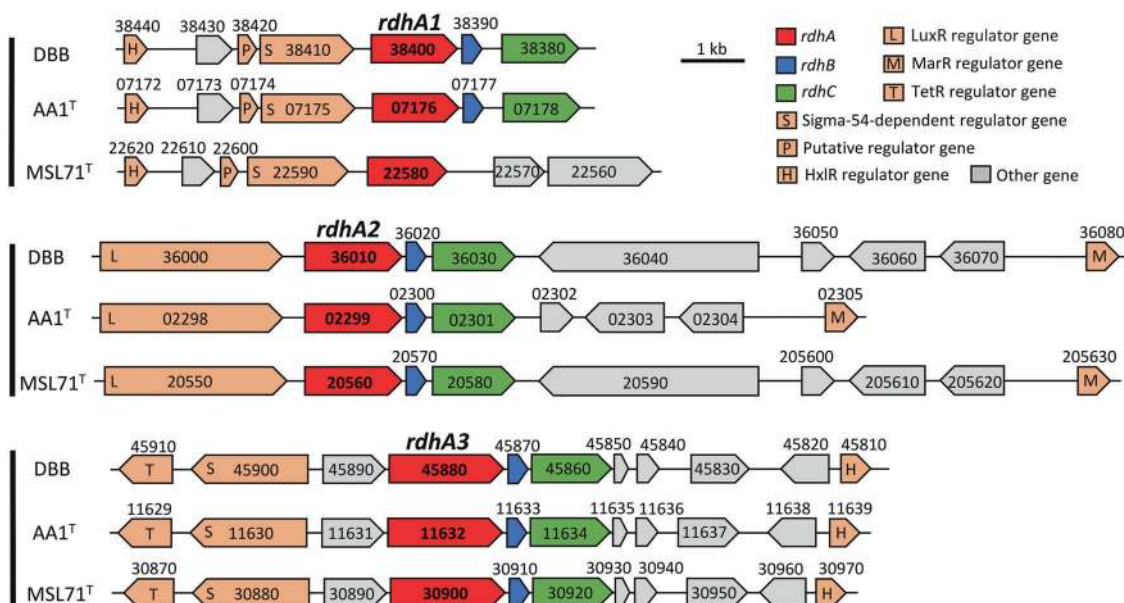 38440 38430 38420 rdhA1 38390
DBB H P S 38410 38400 38380
07172 07173 07174 07177
AA1ᵀ H P S 07175 07176 07178
22620 22610 22600
MSL71ᵀ H P S 22590 22580 22570 22560
1 kb
rdhA L LuxR regulator gene
rdhB M MarR regulator gene
rdhC T TetR regulator gene
S Sigma-54-dependent regulator gene
P Putative regulator gene
H HxlR regulator gene Other gene
rdhA2 36020 36050 36080
DBB L 36000 36010 36030 36040 36060 36070 M
02300 02302 02305
AA1ᵀ L 02298 02299 02301 02303 02304 M
20570 205600 205630
MSL71ᵀ L 20550 20560 20580 20590 205610 205620 M
45910 rdhA3 45870 45850 45840 45820 45810
DBB T S 45900 45890 45880 45860 45830 H
11629 11633 11635 11636 11638 11639
AA1ᵀ T S 11630 11631 11632 11634 11637 H
30870 30910 30930 30940 30960 30970
MSL71ᵀ T S 30880 30890 30900 30920 30950 H